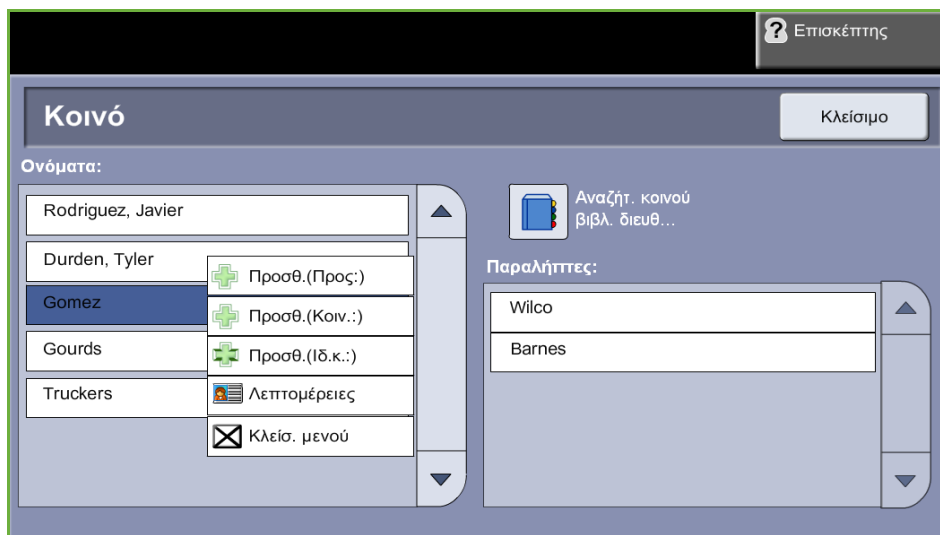 Επισκέπτης
Κοινό
Κλείσιμο
Ονόματα:
Rodriguez, Javier
Durden, Tyler
Gomez
Gourds
Truckers
Προσθ.(Προς:)
Προσθ.(Κοιν.:)
Προσθ.(Ιδ.κ.:)
Λεπτομέρειες
Κλείσ. μενού
Αναζήτ. κοινού
βιβλ. διευθ...
Παραλήπτες:
Wilco
Barnes